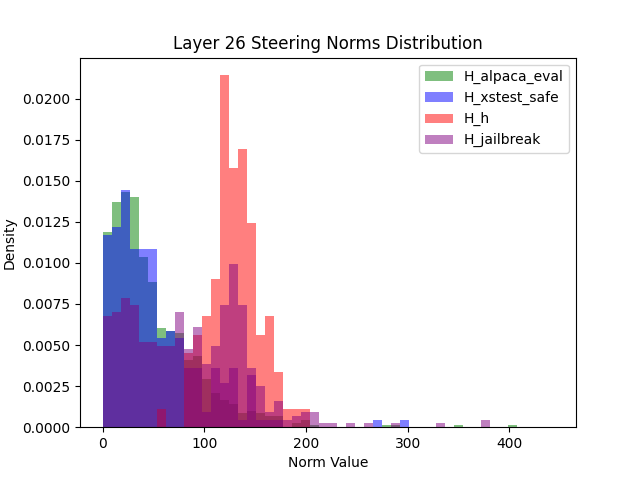 Layer 26 Steering Norms Distribution
H_alpaca_eval
H_xstest_safe
H_h
H_jailbreak
0.0200
0.0175
0.0150
0.0125
0.0100
0.0075
0.0050
0.0025
0.0000
Density
0 100 200 300 400
Norm Value